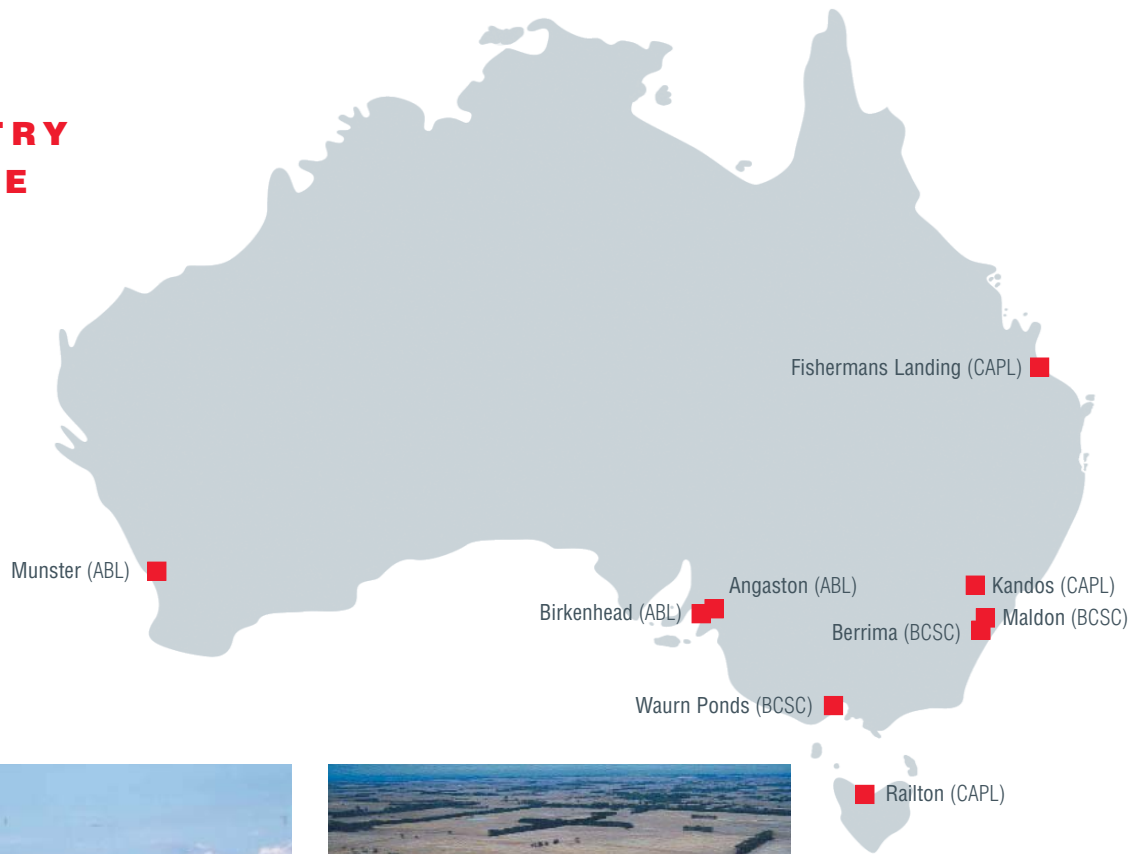 TRY
E
Fishermans Landing (CAPL)
Munster (ABL)
Angaston (ABL)
Kandos (CAPL)
Birkenhead (ABL)
Maldon (BCSC)
Berrima (BCSC)
Waurn Ponds (BCSC)
Railton (CAPL)